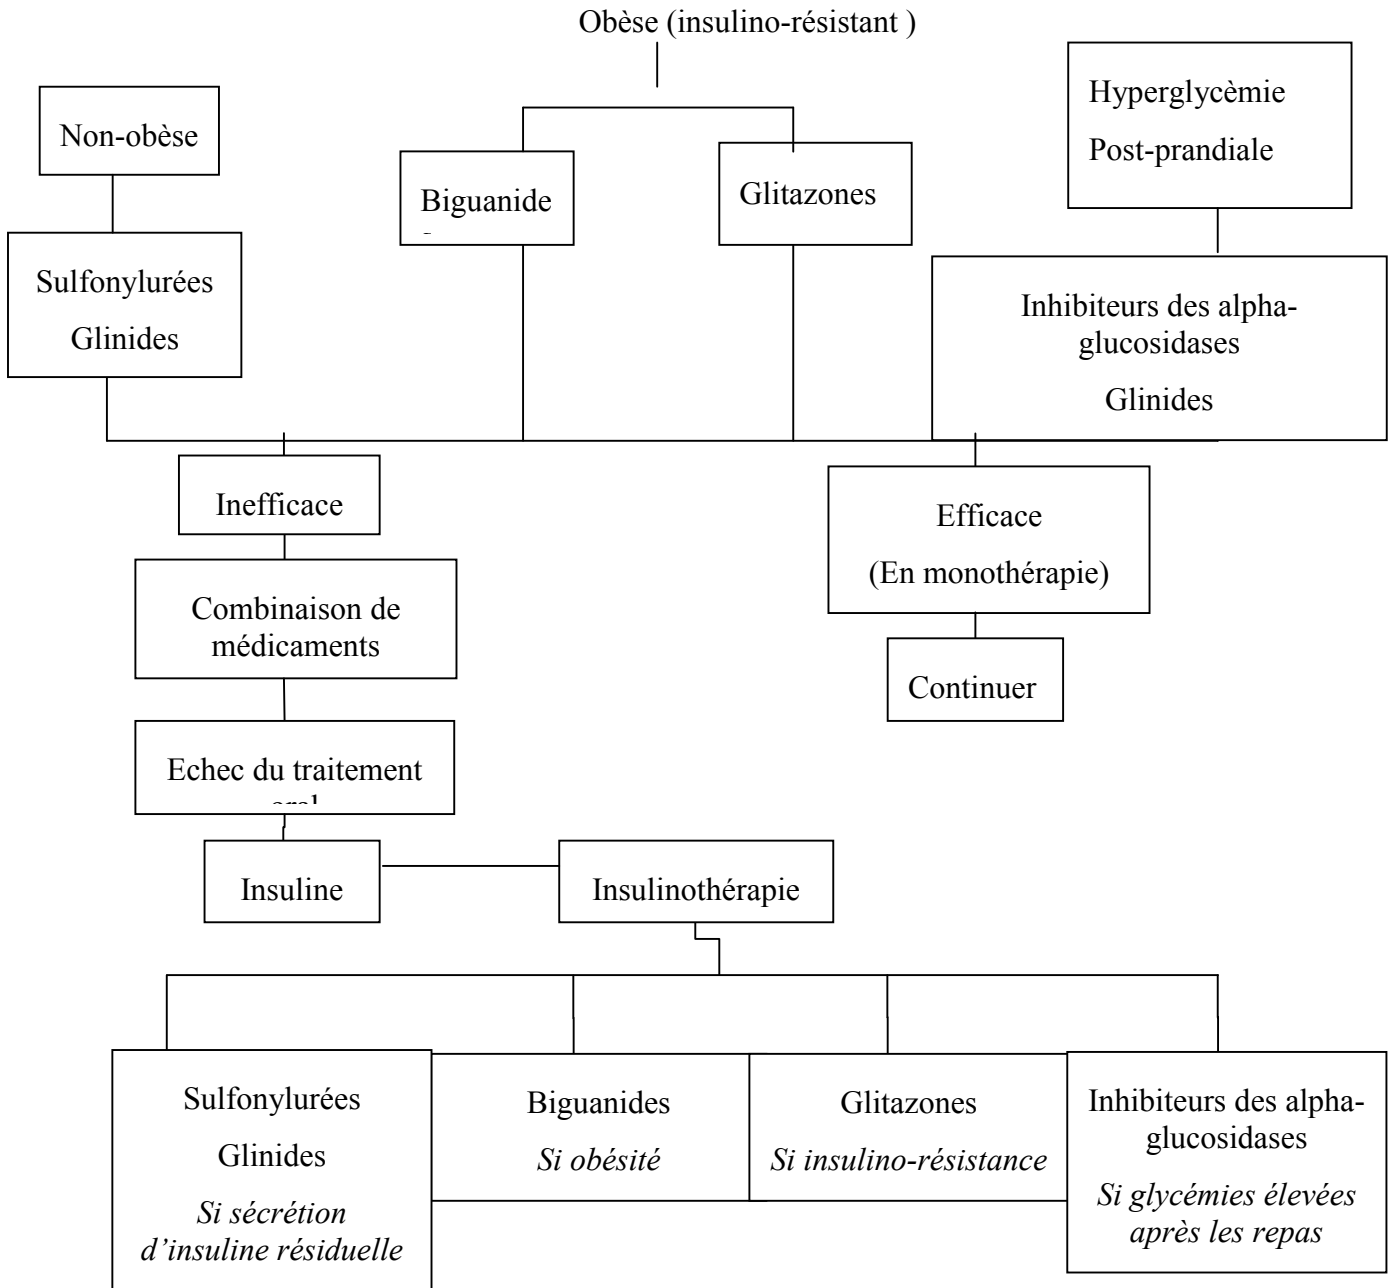 Obèse (insulino-résistant )
Non-obèse
Biguanide
Glitazones
Hyperglycèmie
Post-prandiale
Sulfonylurées
Glinides
Inhibiteurs des alpha-
glucosidases
Glinides
Inefficace
Efficace
(En monothérapie)
Combinaison de
médicaments
Continuer
Echec du traitement
Insuline
Insulinothérapie
Sulfonylurées
Glinides
Si sécrétion
d’insuline résiduelle
Biguanides
Si obésité
Glitazones
Si insulino-résistance
Inhibiteurs des alpha-
glucosidases
Si glycémies élevées
après les repas